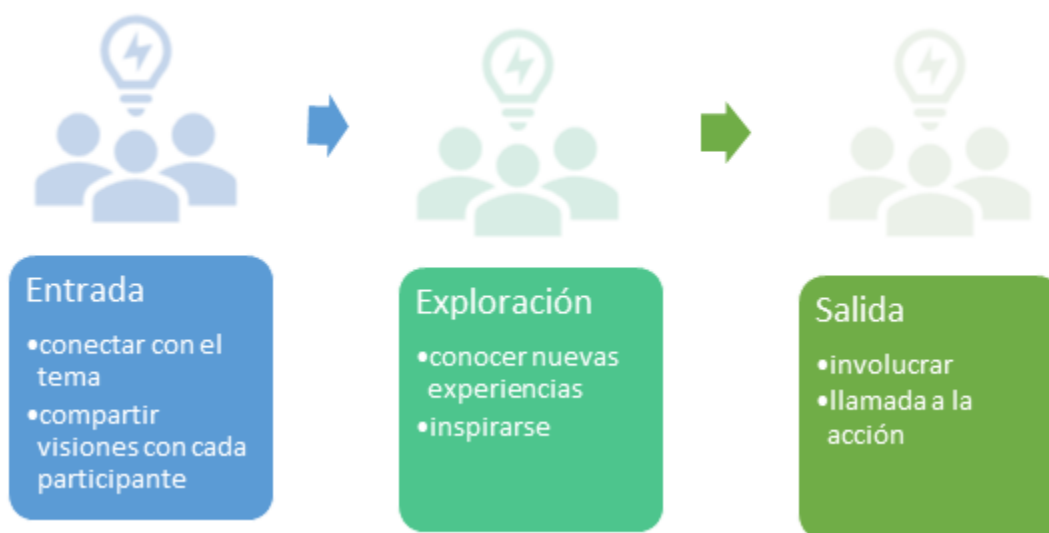 Entrada
•conectar con el
tema
•compartir
visiones con cada
participante
Exploración
•conocer nuevas
experiencias
•inspirarse
Salida
•involucrar
•llamada a la
acción